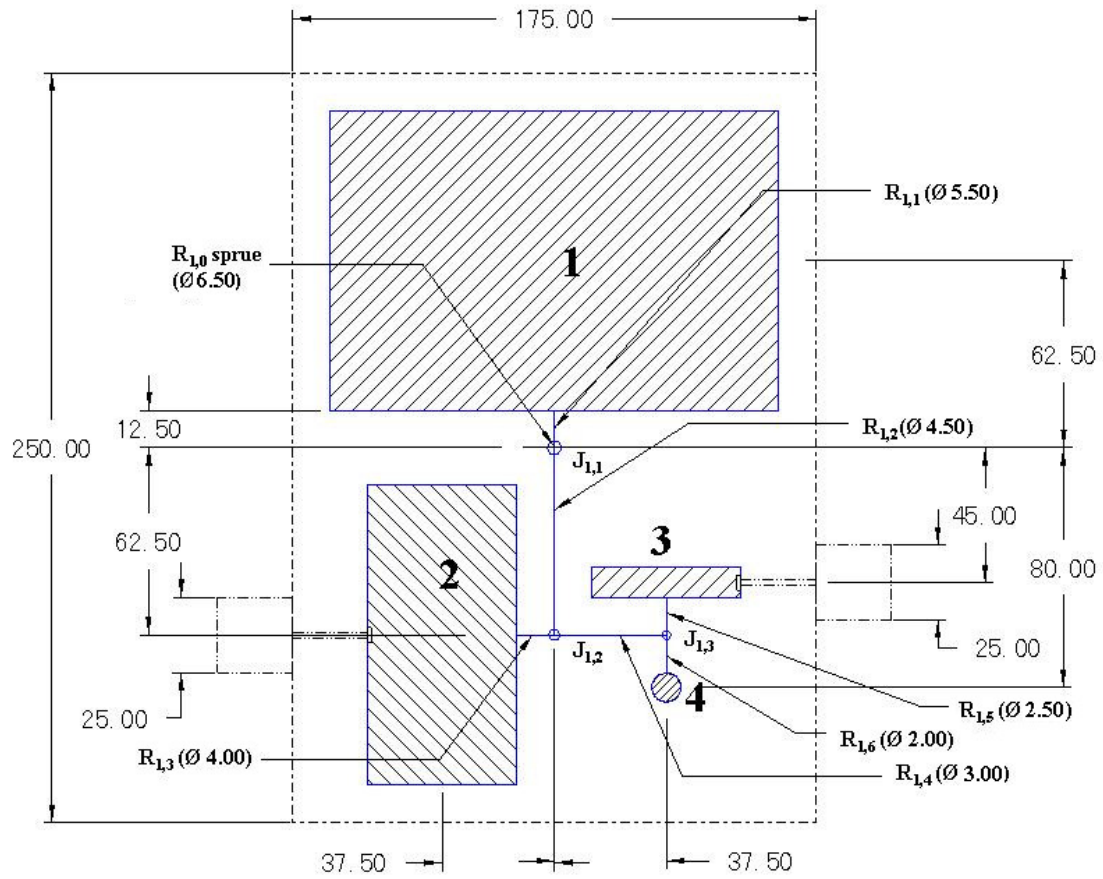 175.00
R1,1 (Ø 5.50)
1
R1,0 sprue
(Ø6.50)
62.50
12.50
R1,2 (Ø 4.50)
250.00
J1,1
45.00
3
62.50
2
80.00
J1,2
J1,3
25.00
4
25.00
R1,5 (Ø 2.50)
R1,3 (Ø 4.00)
R1,6 (Ø 2.00)
R1,4 (Ø 3.00)
37.50
37.50